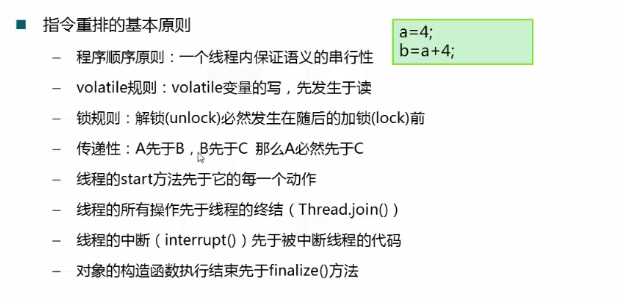 指令重排的基本原则
a=4;
b=a+4;
– 程序顺序原则：一个线程内保证语义的串行性
– volatile规则：volatile变量的写，先发生于读
– 锁规则：解锁(unlock)必然发生在随后的加锁(lock)前
– 传递性：A先于B，B先于C 那么A必然先于C
– 线程的start方法先于它的每一个动作
– 线程的所有操作先于线程的终结（Thread.join()）
– 线程的中断（interrupt()）先于被中断线程的代码
– 对象的构造函数执行结束先于finalize()方法